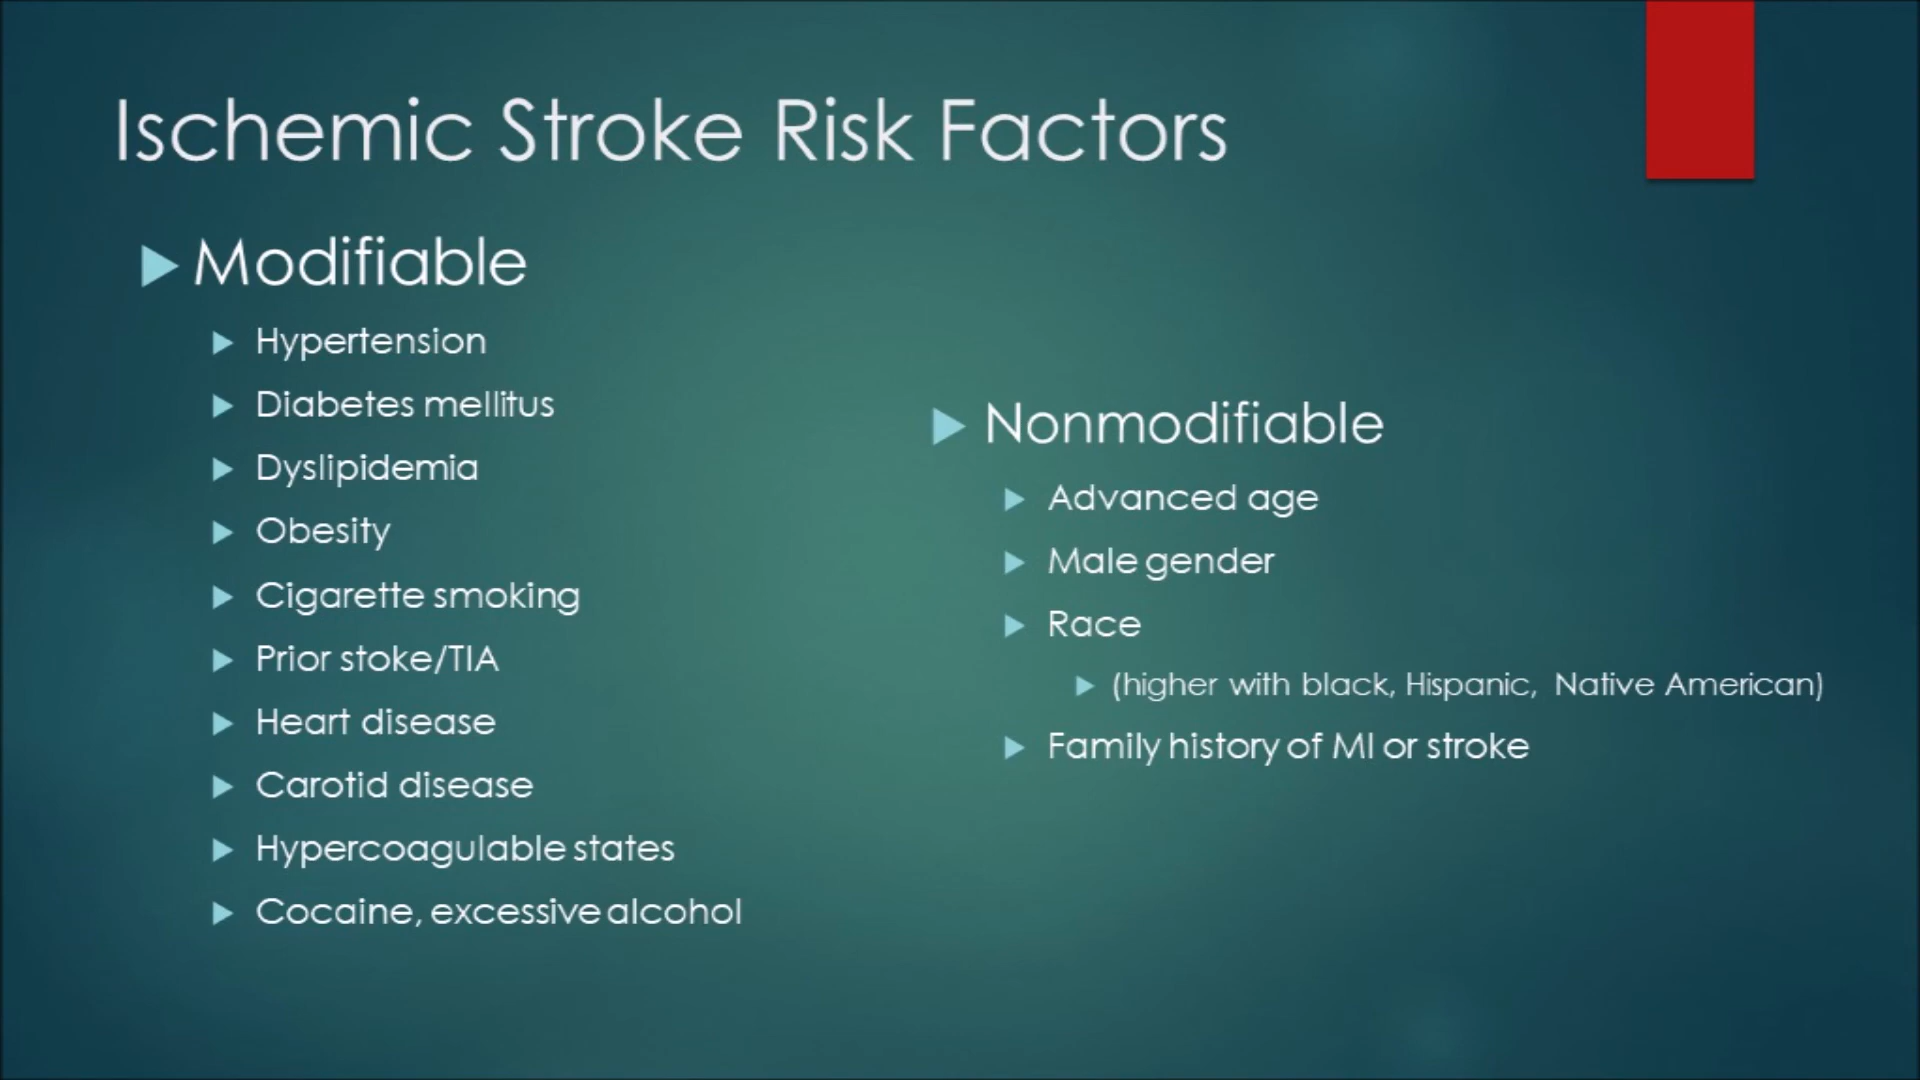 Ischemic Stroke Risk Factors
Modifiable
Hypertension
Diabetes mellitus
Dyslipidemia
Obesity
Cigarette smoking
Prior stoke/TIA
Heart disease
Carotid disease
Hypercoagulable states
Cocaine, excessive alcohol
Nonmodifiable
Advanced age
Male gender
Race
(higher with black, Hispanic, Native American)
Family history of MI or stroke